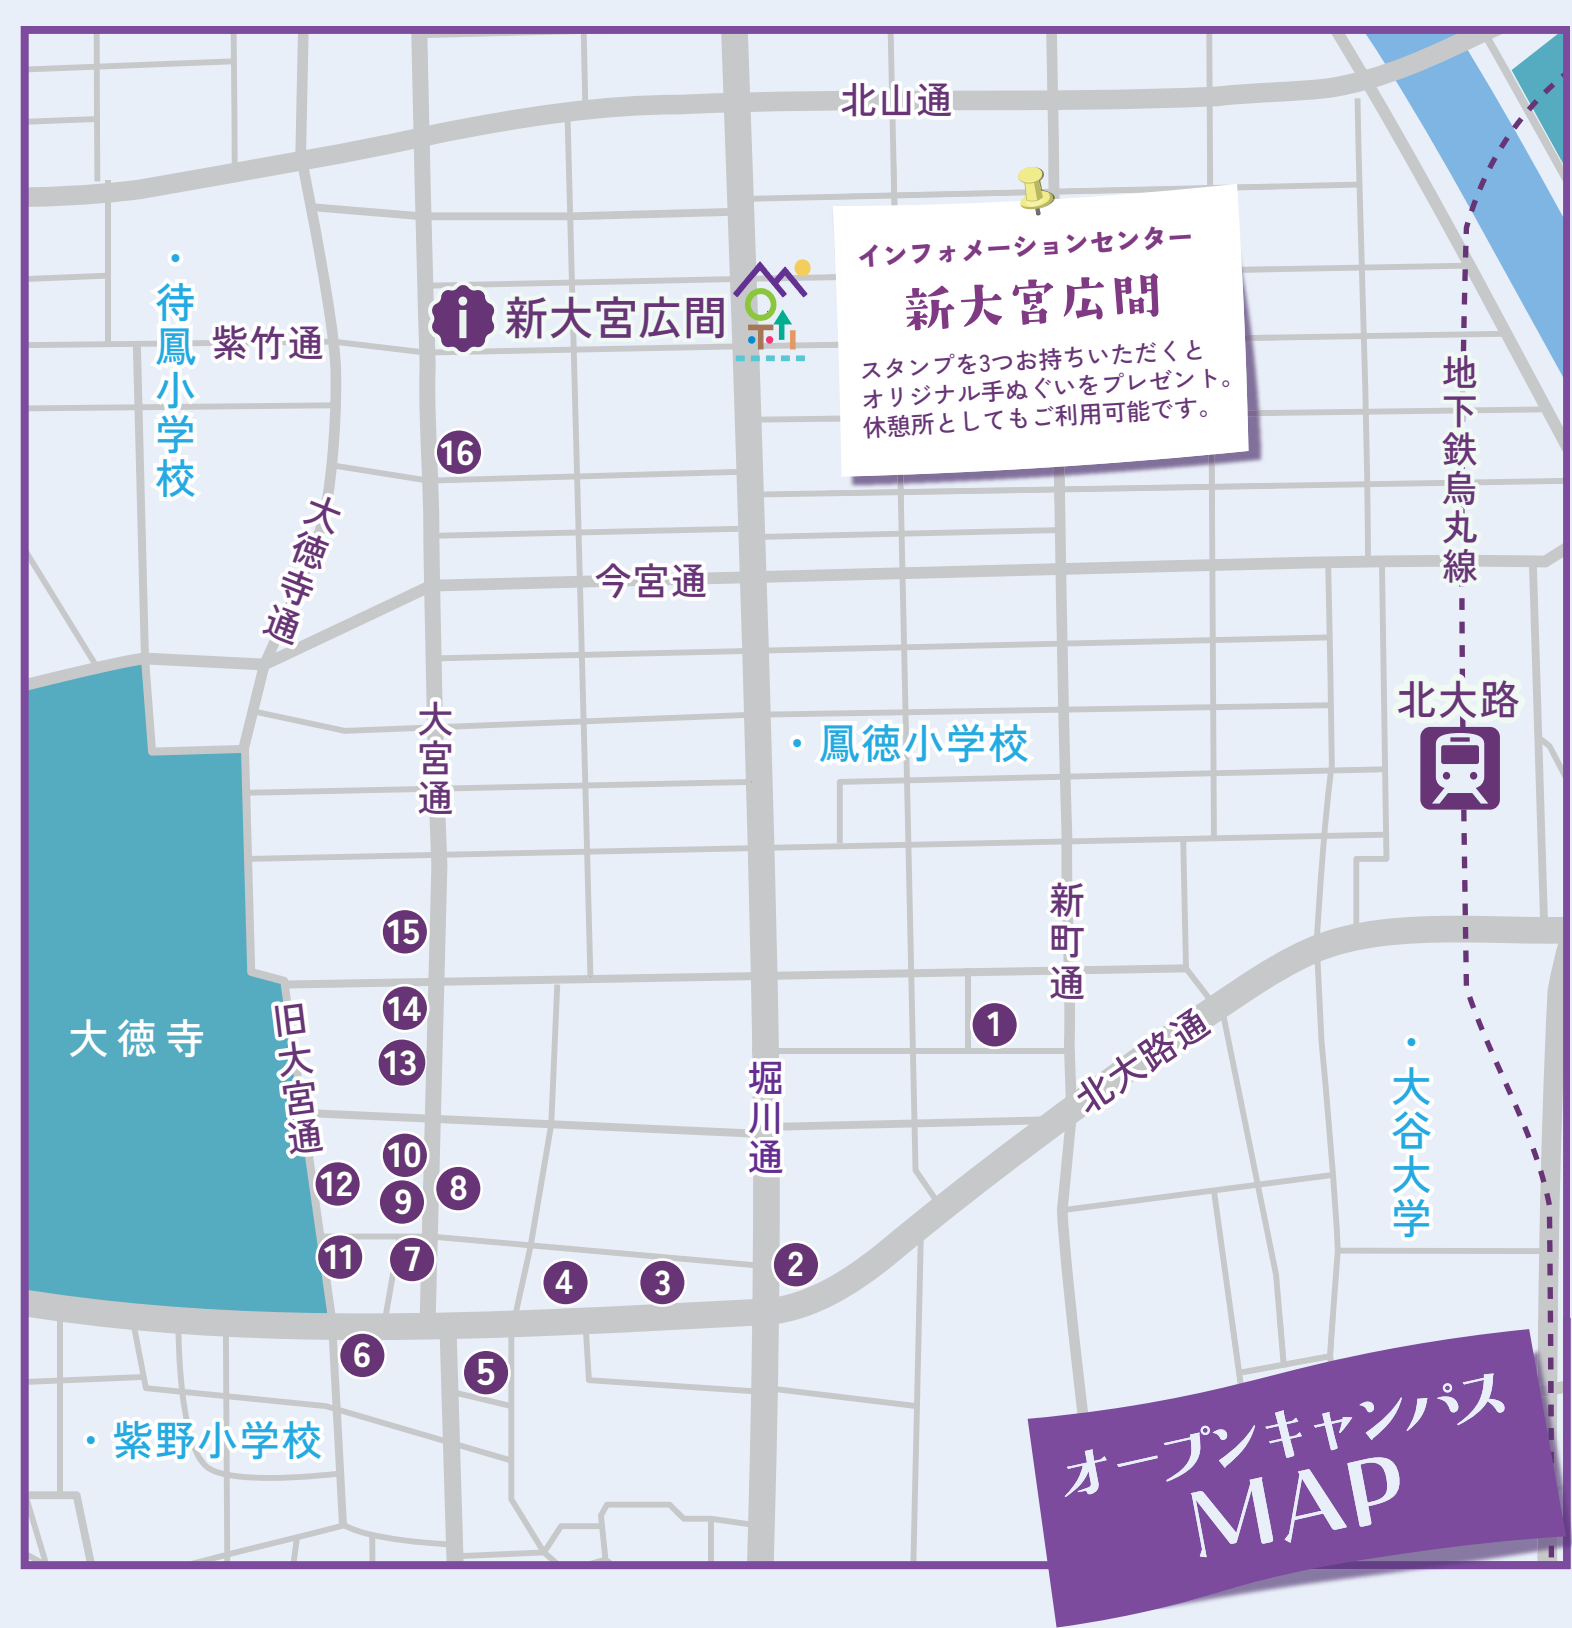 北山通
インフォメーションセンター
新大宮広間
スタンプを3つお持ちいただくと
オリジナル手ぬぐいをプレゼント。
休憩所としてもご利用可能です。
i
新大宮広間
待鳳小学校
紫竹通
地下鉄烏丸線
16
大徳寺通
今宮通
北大路
大宮通
鳳徳小学校
新町通
15
14
1
大徳寺
旧大宮通
13
堀川通
北大路通
大谷大学
10
12
9
8
11
7
2
4
3
6
5
紫野小学校
オープンキャンパス
MAP